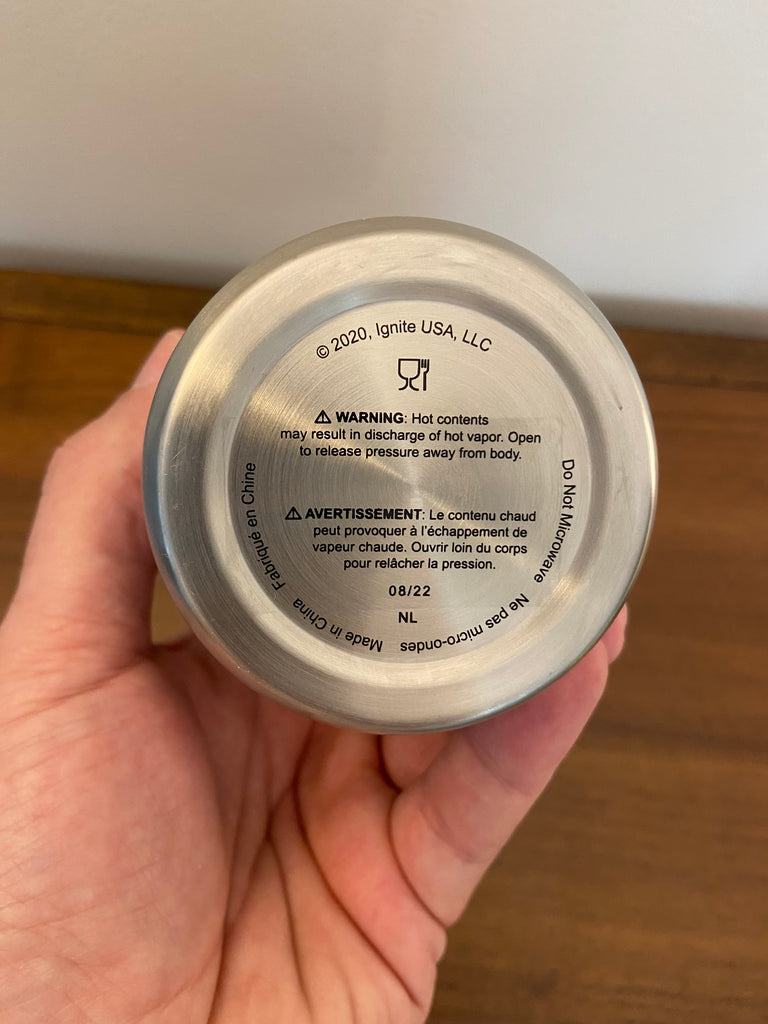 © 2020, Ignite USA, LLC
⚠ WARNING: Hot contents
may result in discharge of hot vapor. Open
to release pressure away from body.
⚠ AVERTISSEMENT: Le contenu chaud
peut provoquer à l'échappement de
vapeur chaude. Ouvrir loin du corps
pour relâcher la pression.
08/22
NL
Do Not Microwave
Ne pas micro-ondes
Made in China
Fabriqué en Chine